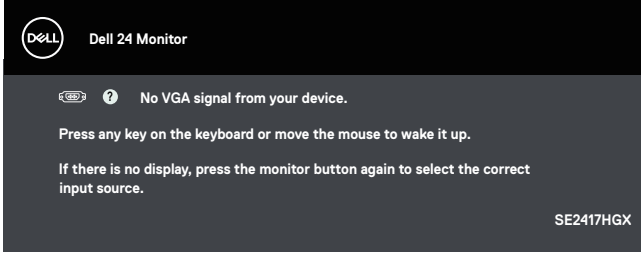 DELL
Dell 24 Monitor
? No VGA signal from your device.
Press any key on the keyboard or move the mouse to wake it up.
If there is no display, press the monitor button again to select the correct
input source.
SE2417HGX